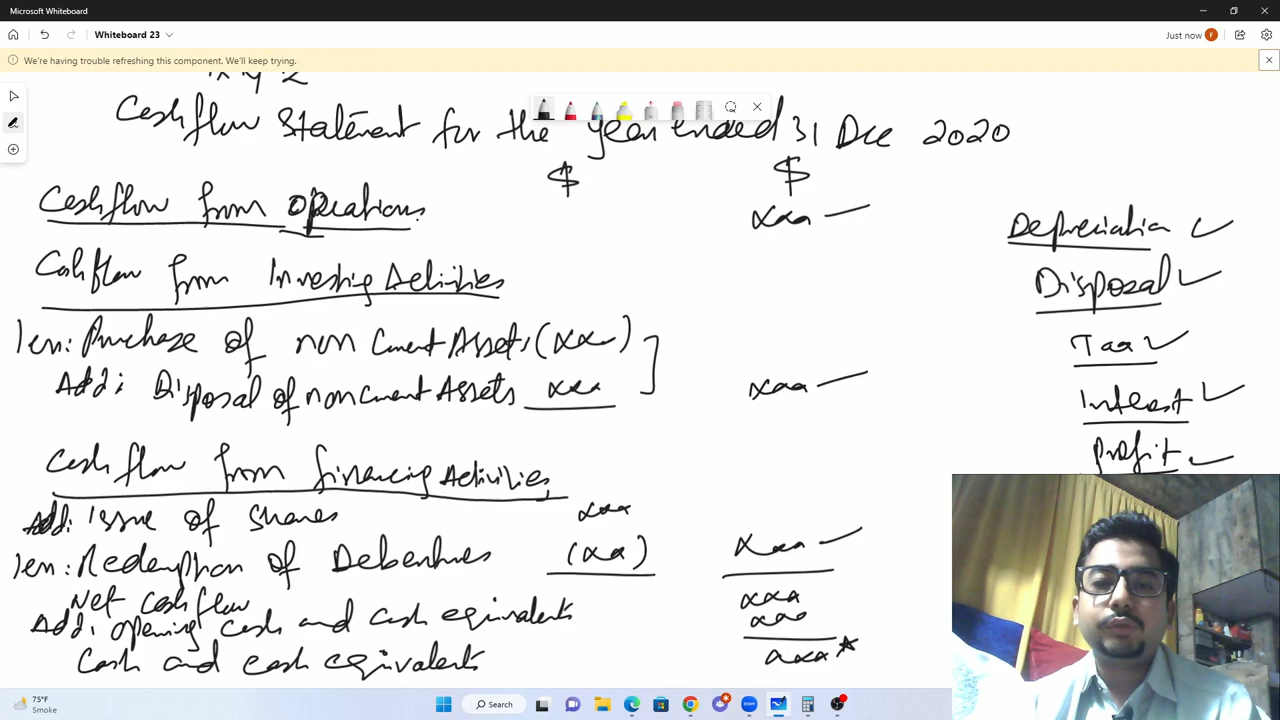 Microsoft Whiteboard
Whiteboard 23
Just now F
We're having trouble refreshing this component. We'll keep trying.
Cashflow Statement for the year ended 31 Dec 2020
$ $
Cashflow from operations xxx
Cashflow from Investing Activities
less: Purchase of non Current Assets (xxx)
Add: Disposal of non Current Assets xxx xxx
Cashflow from financing Activities
Add: Issue of shares xxx
less: Redemption of Debentures (xx) xxx
Net cashflow xxx
Add: opening cash and cash equivalents xxx
Cash and cash equivalents xxx*
Depreciation
Disposal
Tax
Interest
Profit
75°F
Smoke
Search
zoom